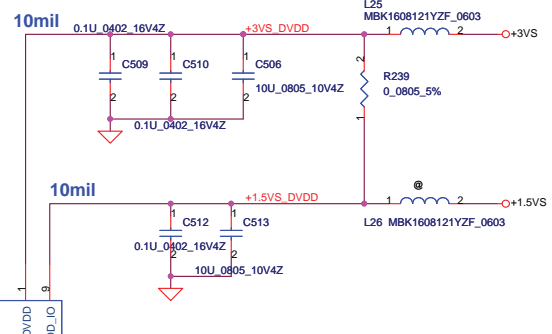 L25
MBK1608121YZF_0603
10mil
0.1U_0402_16V4Z
+3VS_DVDD
1
2
+3VS
1
C509
2
1
C510
2
1
C506
2
10U_0805_10V4Z
0.1U_0402_16V4Z
2
R239
0_0805_5%
1
10mil
+1.5VS_DVDD
@
1
2
+1.5VS
L26 MBK1608121YZF_0603
1
C512
2
1
C513
2
0.1U_0402_16V4Z
10U_0805_10V4Z
1
9
DVDD
DD_IO